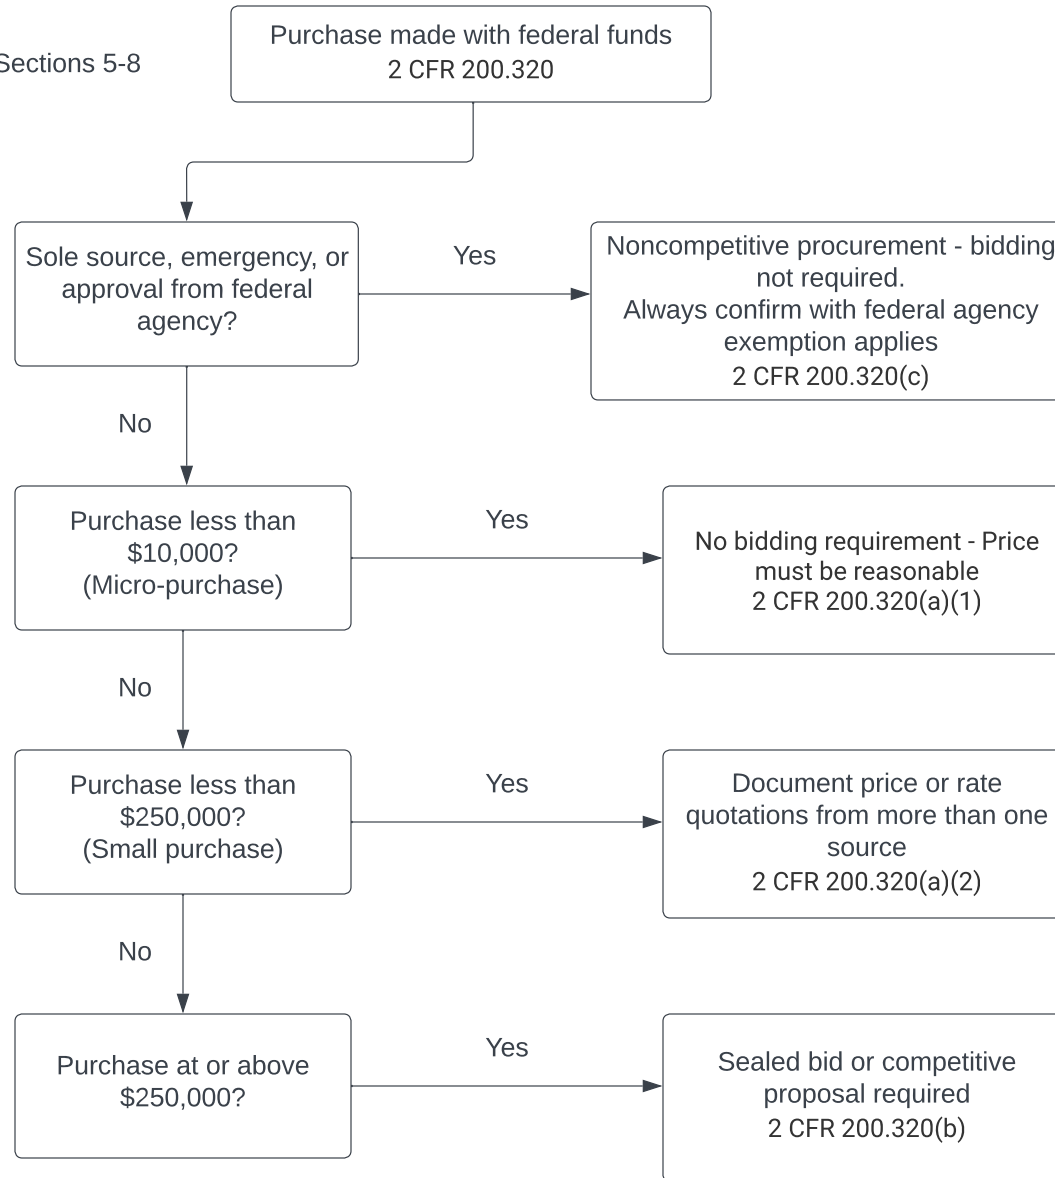 Sections 5-8
Purchase made with federal funds
2 CFR 200.320
Sole source, emergency, or
approval from federal
agency?
Yes
Noncompetitive procurement - bidding
not required.
Always confirm with federal agency
exemption applies
2 CFR 200.320(c)
No
Purchase less than
$10,000?
(Micro-purchase)
Yes
No bidding requirement - Price
must be reasonable
2 CFR 200.320(a)(1)
No
Purchase less than
$250,000?
(Small purchase)
Yes
Document price or rate
quotations from more than one
source
2 CFR 200.320(a)(2)
No
Purchase at or above
$250,000?
Yes
Sealed bid or competitive
proposal required
2 CFR 200.320(b)